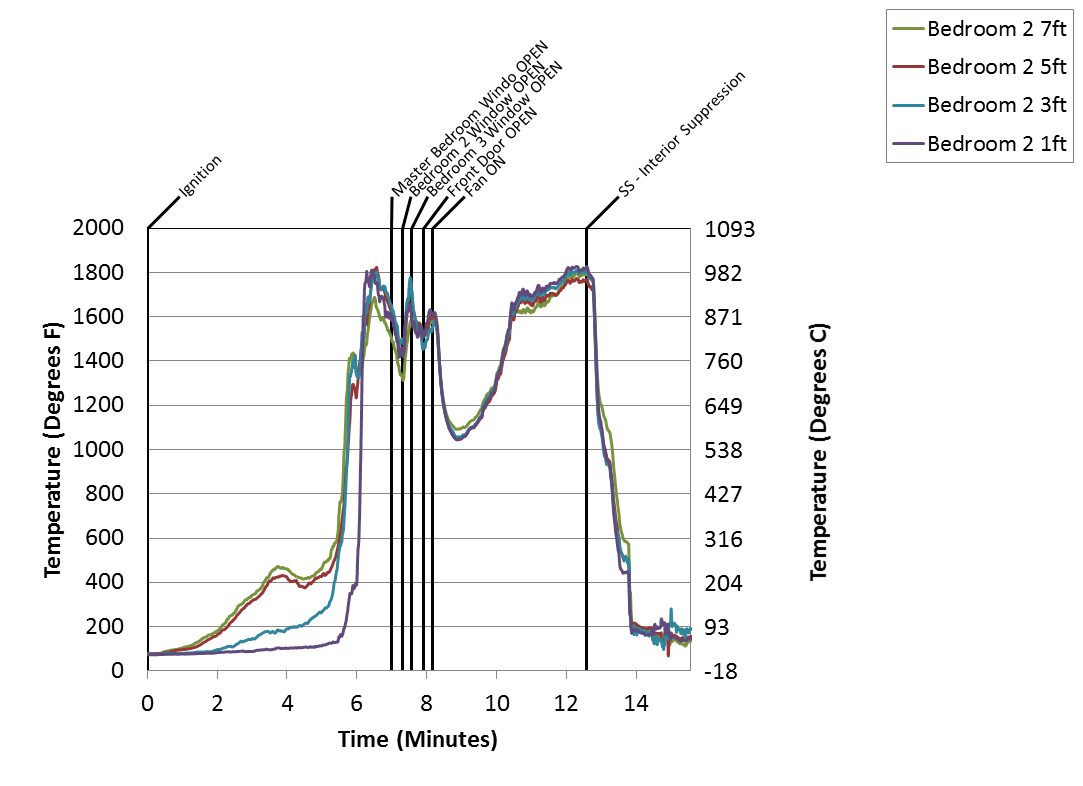 Bedroom 2 7ft
Bedroom 2 5ft
Bedroom 2 3ft
Bedroom 2 1ft
Ignition
Master Bedroom Windo OPEN
Bedroom 2 Window OPEN
Bedroom 3 Window OPEN
Front Door OPEN
Fan ON
SS - Interior Suppression
Temperature (Degrees F)
2000
1800
1600
1400
1200
1000
800
600
400
200
0
1093
982
871
760
649
538
427
316
204
93
-18
Temperature (Degrees C)
0 2 4 6 8 10 12 14
Time (Minutes)